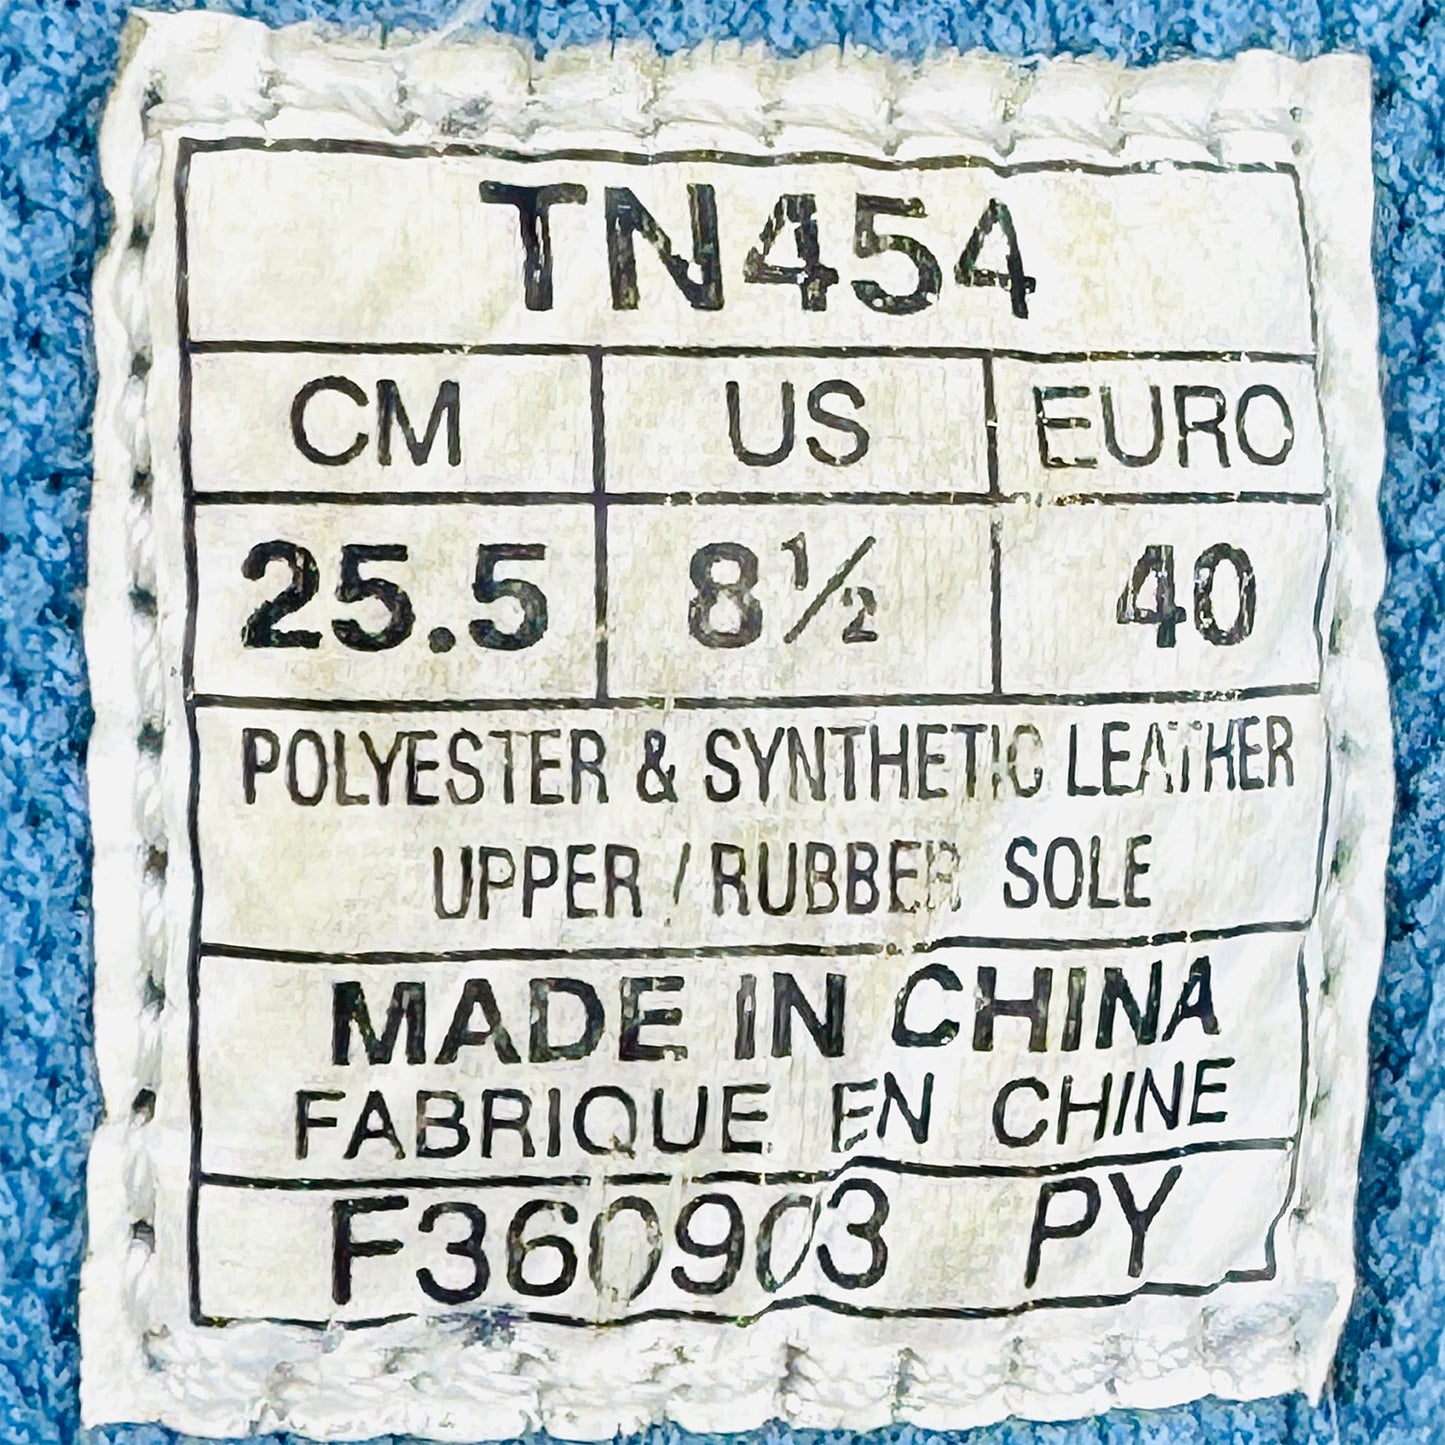 TN454
CM US EURO
25.5 8½ 40
POLYESTER & SYNTHETIC LEATHER
UPPER / RUBBER SOLE
MADE IN CHINA
FABRIQUE EN CHINE
F360903 PY